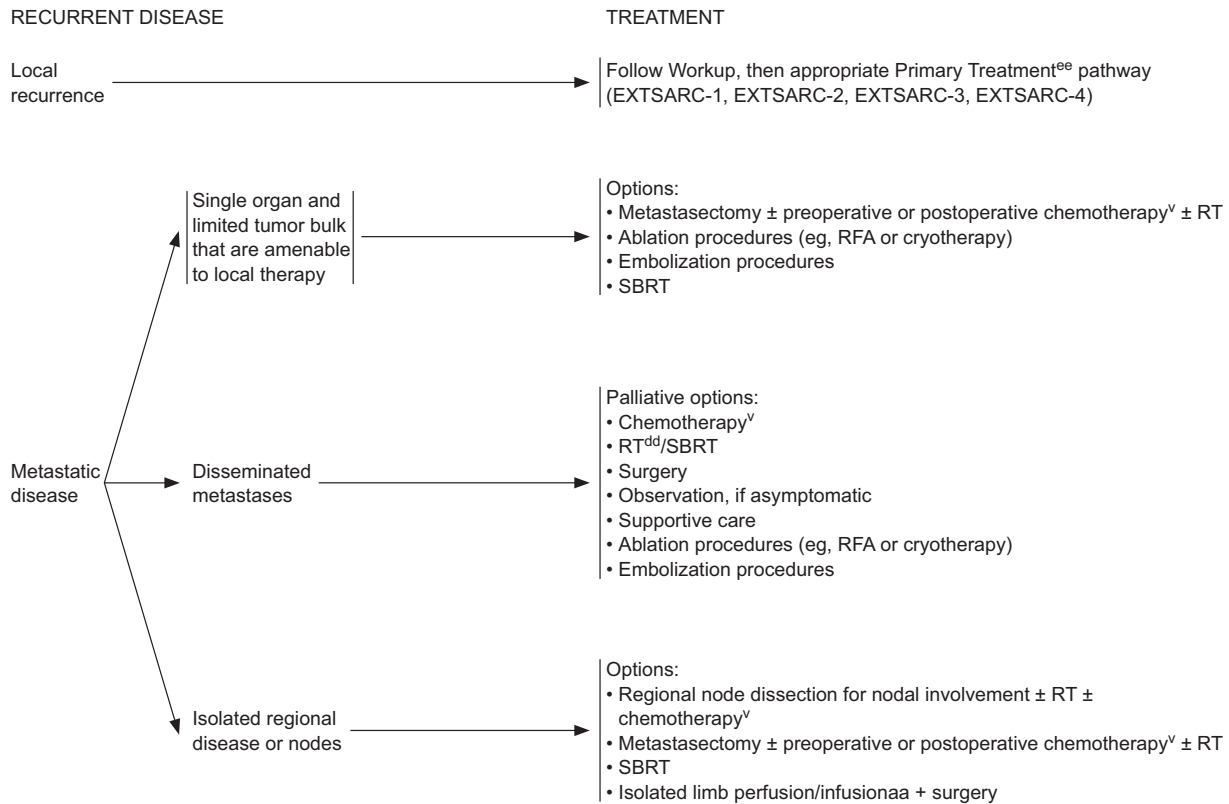 RECURRENT DISEASE
TREATMENT
Local
recurrence
Follow Workup, then appropriate Primary Treatmentᵉᵉ pathway
(EXTSARC-1, EXTSARC-2, EXTSARC-3, EXTSARC-4)
Single organ and
limited tumor bulk
that are amenable
to local therapy
Options:
• Metastasectomy ± preoperative or postoperative chemotherapyᵛ ± RT
• Ablation procedures (eg, RFA or cryotherapy)
• Embolization procedures
• SBRT
Metastatic
disease
Disseminated
metastases
Palliative options:
• Chemotherapyᵛ
• RTᵈᵈ/SBRT
• Surgery
• Observation, if asymptomatic
• Supportive care
• Ablation procedures (eg, RFA or cryotherapy)
• Embolization procedures
Isolated regional
disease or nodes
Options:
• Regional node dissection for nodal involvement ± RT ±
chemotherapyᵛ
• Metastasectomy ± preoperative or postoperative chemotherapyᵛ ± RT
• SBRT
• Isolated limb perfusion/infusionaa + surgery